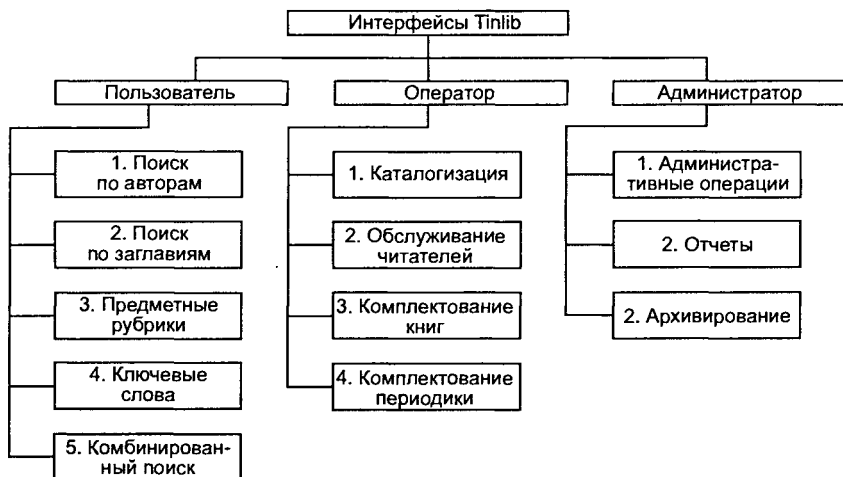 Интерфейсы Tinlib
Пользователь
Оператор
Администратор
1. Поиск
по авторам
2. Поиск
по заглавиям
3. Предметные
рубрики
4. Ключевые
слова
5. Комбинирован-
ный поиск
1. Каталогизация
2. Обслуживание
читателей
3. Комплектование
книг
4. Комплектование
периодики
1. Администра-
тивные операции
2. Отчеты
2. Архивирование